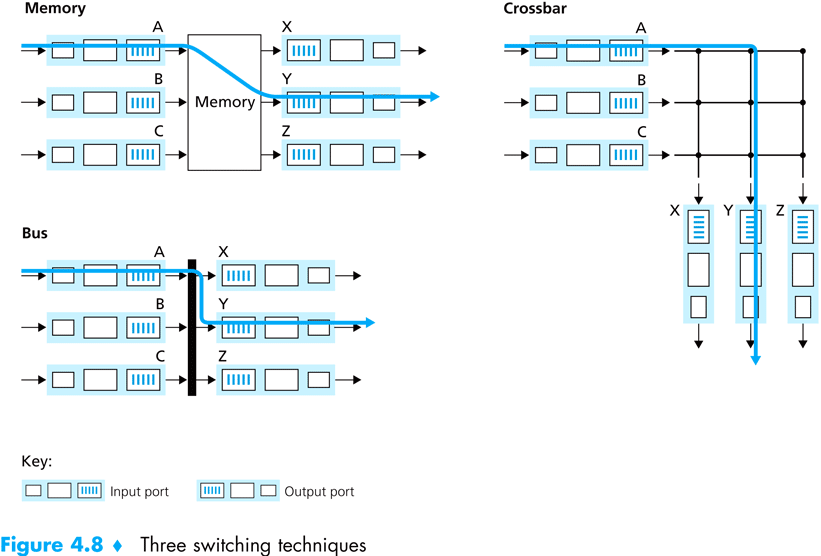 Memory
A
B
C
Memory
X
Y
Z
Crossbar
A
B
C
X
Y
Z
Bus
A
B
C
X
Y
Z
Key:
Input port
Output port
Figure 4.8 ♦ Three switching techniques